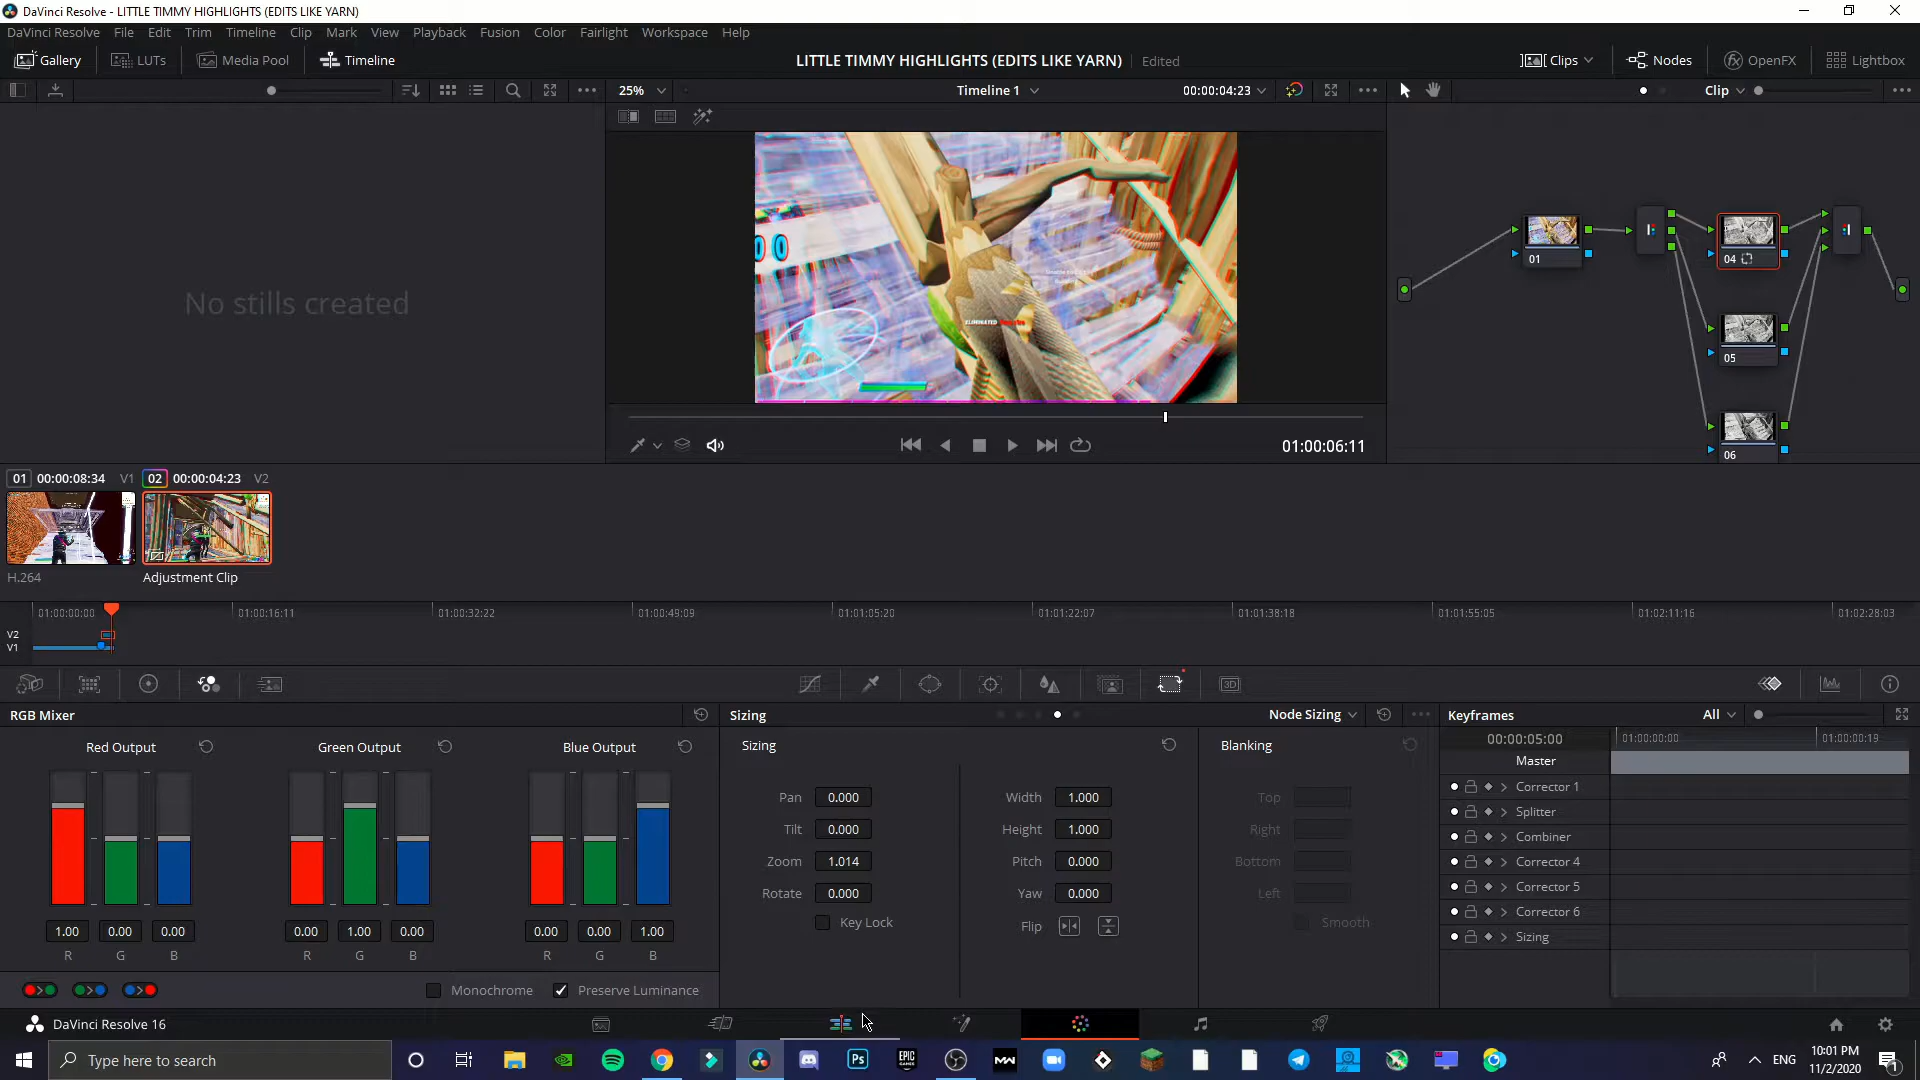 DaVinci Resolve - LITTLE TIMMY HIGHLIGHTS (EDITS LIKE YARN)
DaVinci Resolve File Edit Trim Timeline Clip Mark View Playback Fusion Color Fairlight Workspace Help
Gallery LUTs Media Pool Timeline LITTLE TIMMY HIGHLIGHTS (EDITS LIKE YARN) Edited Clips Nodes OpenFX Lightbox
25% Timeline 1 00:00:04:23 Clip
No stills created
ELIMINATED
01
04
05
06
01:00:06:11
01 00:00:08:34 V1 02 00:00:04:23 V2
H.264 Adjustment Clip
01:00:00:00 01:00:16:11 01:00:32:22 01:00:49:09 01:01:05:20 01:01:22:07 01:01:38:18 01:01:55:05 01:02:11:16 01:02:28:03
V2
V1
3D
RGB Mixer Sizing Node Sizing Keyframes All
Red Output Green Output Blue Output Sizing Blanking
00:00:05:00 01:00:00:00 01:00:00:19
Master
Pan 0.000 Width 1.000 Top Corrector 1
Splitter
Tilt 0.000 Height 1.000 Right Combiner
Zoom 1.014 Pitch 0.000 Bottom Corrector 4
Rotate 0.000 Yaw 0.000 Left Corrector 5
Key Lock Flip Smooth Corrector 6
1.00 0.00 0.00 0.00 1.00 0.00 0.00 0.00 1.00 Sizing
R G B R G B R G B
Monochrome Preserve Luminance
DaVinci Resolve 16
Type here to search Ps EPIC GAMES MW ENG 10:01 PM
11/2/2020 1